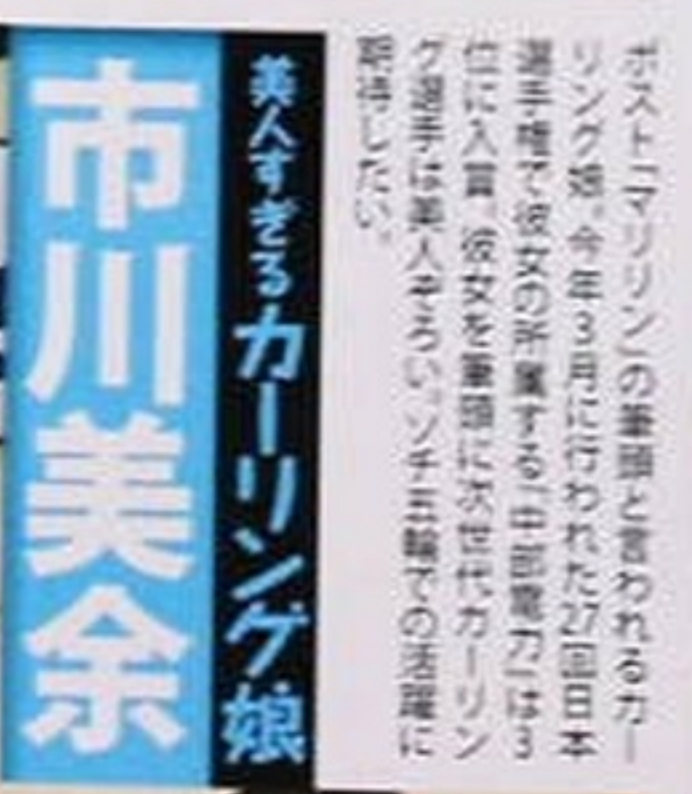 ポスト「マリリン」の筆頭と言われるカー
リング娘。今年3月に行われた27回日本
選手権で彼女の所属する「中部電力」は3
位に入賞。彼女を筆頭に次世代カーリン
グ選手は美人ぞろい。ソチ五輪での活躍に
期待したい。
美人すぎるカーリング娘
市川美余